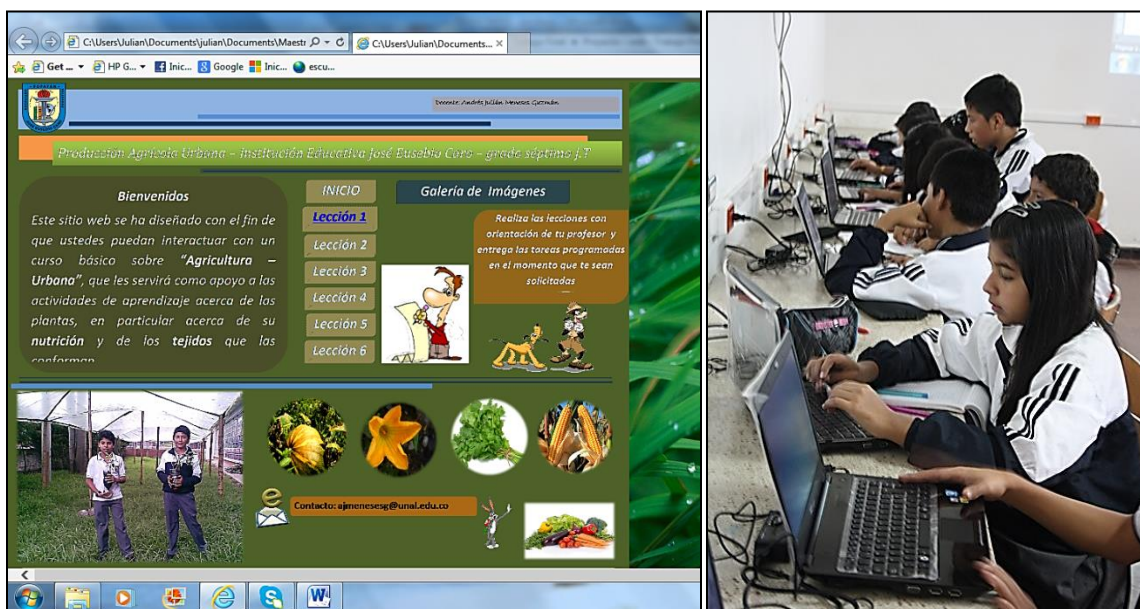 C:\Users\Julian\Documents\julian\Documents\Maestr
C:\Users\Julian\Documents...
Get ...
HP G...
Inic...
Google
Inic...
escu...
Docente: Andrés Julián Meneses Guzmán
Producción Agrícola Urbana – Institución Educativa José Eusebio Caro – grado séptimo J.T
Bienvenidos
Este sitio web se ha diseñado con el fin de
que ustedes puedan interactuar con un
curso básico sobre "Agricultura –
Urbana", que les servirá como apoyo a las
actividades de aprendizaje acerca de las
plantas, en particular acerca de su
nutrición y de los tejidos que las
conforman
INICIO
Lección 1
Lección 2
Lección 3
Lección 4
Lección 5
Lección 6
Galería de Imágenes
Realiza las lecciones con
orientación de tu profesor y
entrega las tareas programadas
en el momento que te sean
solicitadas
Contacto: ajmenesesg@unal.edu.co